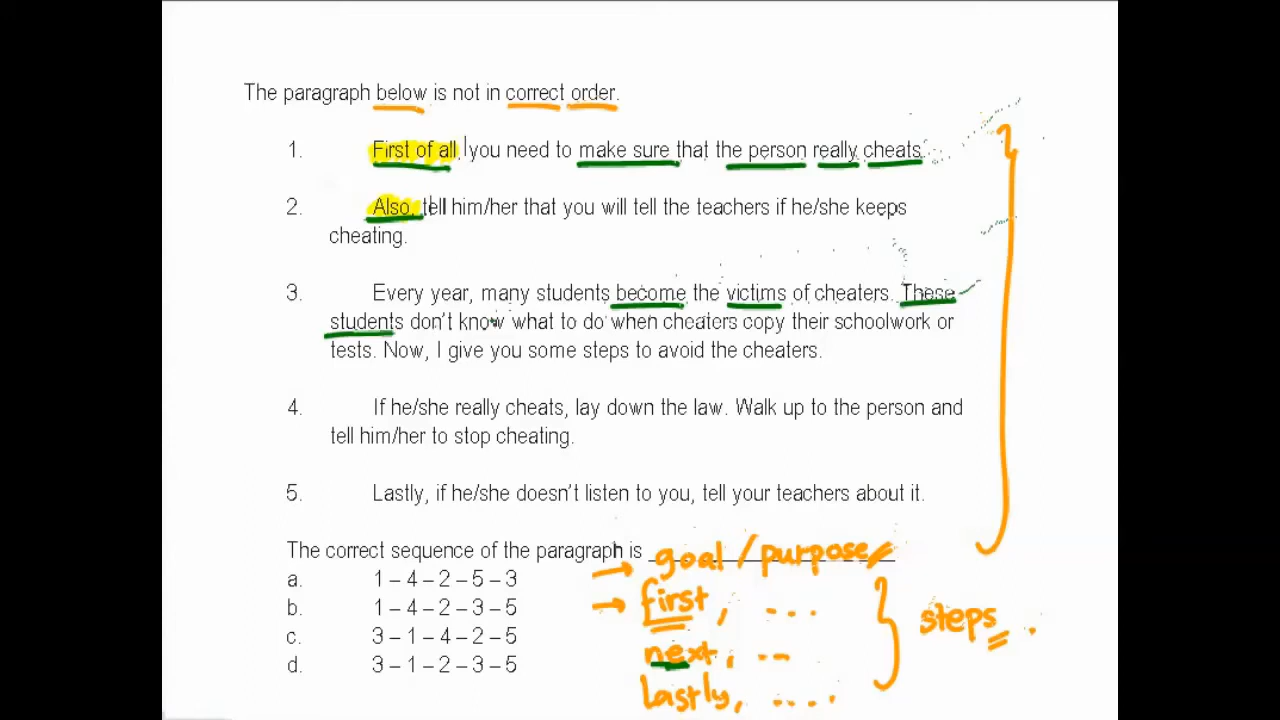 The paragraph below is not in correct order.
1. First of all, you need to make sure that the person really cheats.
2. Also, tell him/her that you will tell the teachers if he/she keeps
cheating.
3. Every year, many students become the victims of cheaters. These
students don't know what to do when cheaters copy their schoolwork or
tests. Now, I give you some steps to avoid the cheaters.
4. If he/she really cheats, lay down the law. Walk up to the person and
tell him/her to stop cheating.
5. Lastly, if he/she doesn't listen to you, tell your teachers about it.
The correct sequence of the paragraph is ____________
→ goal / purpose
a. 1 – 4 – 2 – 5 – 3
b. 1 – 4 – 2 – 3 – 5
c. 3 – 1 – 4 – 2 – 5
d. 3 – 1 – 2 – 3 – 5
→ first, ....
next, ...
lastly, ....
steps.